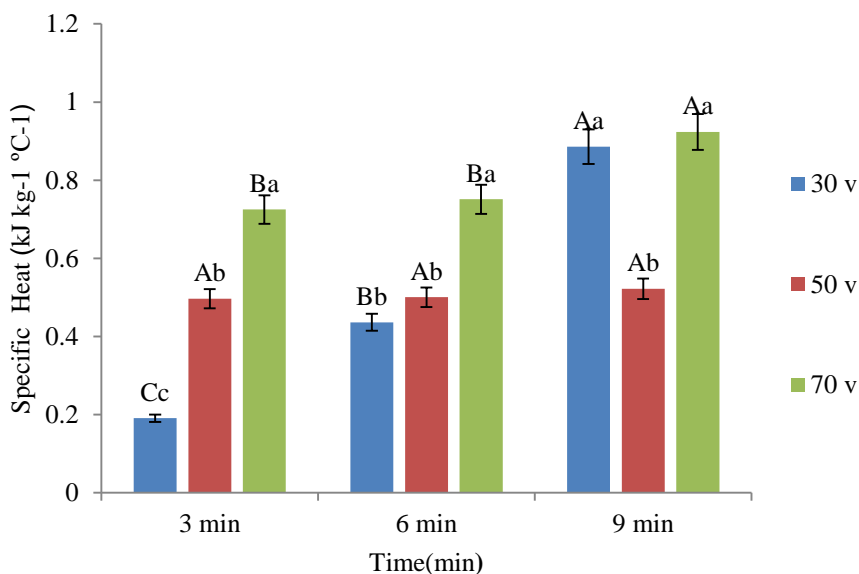 Specific Heat (kJ kg-1 ºC-1)
1.2
1
0.8
0.6
0.4
0.2
0
Cc
Ab
Ba
Bb
Ab
Ba
Aa
Ab
Aa
3 min
6 min
9 min
Time(min)
30 v
50 v
70 v